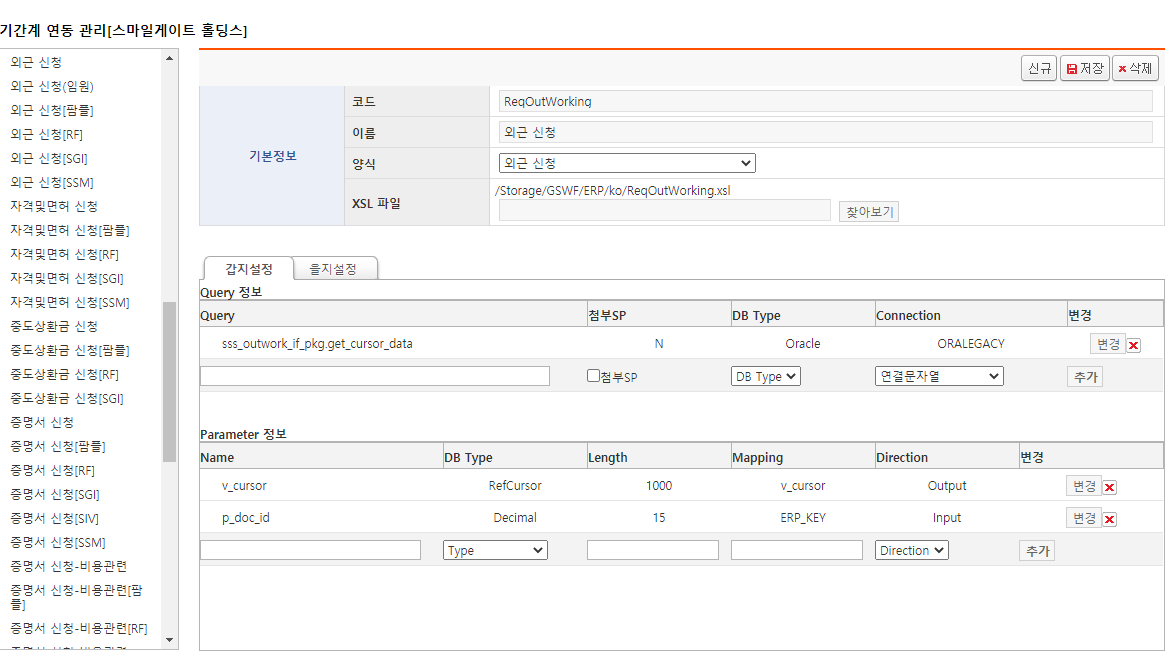 기간계 연동 관리[스마일게이트 홀딩스]
외근 신청
외근 신청(임원)
외근 신청[팜플]
외근 신청[RF]
외근 신청[SGI]
외근 신청[SSM]
자격및면허 신청
자격및면허 신청[팜플]
자격및면허 신청[RF]
자격및면허 신청[SGI]
자격및면허 신청[SSM]
중도상환금 신청
중도상환금 신청[팜플]
중도상환금 신청[RF]
중도상환금 신청[SGI]
증명서 신청
증명서 신청[팜플]
증명서 신청[RF]
증명서 신청[SGI]
증명서 신청[SIV]
증명서 신청[SSM]
증명서 신청-비용관련
증명서 신청-비용관련[팜
플]
증명서 신청-비용관련[RF]
신규 저장 삭제
기본정보
코드 ReqOutWorking
이름 외근 신청
양식 외근 신청
XSL 파일 /Storage/GSWF/ERP/ko/ReqOutWorking.xsl
찾아보기
갑지설정 을지설정
Query 정보
Query 첨부SP DB Type Connection 변경
sss_outwork_if_pkg.get_cursor_data N Oracle ORALEGACY 변경
첨부SP DB Type 연결문자열 추가
Parameter 정보
Name DB Type Length Mapping Direction 변경
v_cursor RefCursor 1000 v_cursor Output 변경
p_doc_id Decimal 15 ERP_KEY Input 변경
Type Direction 추가